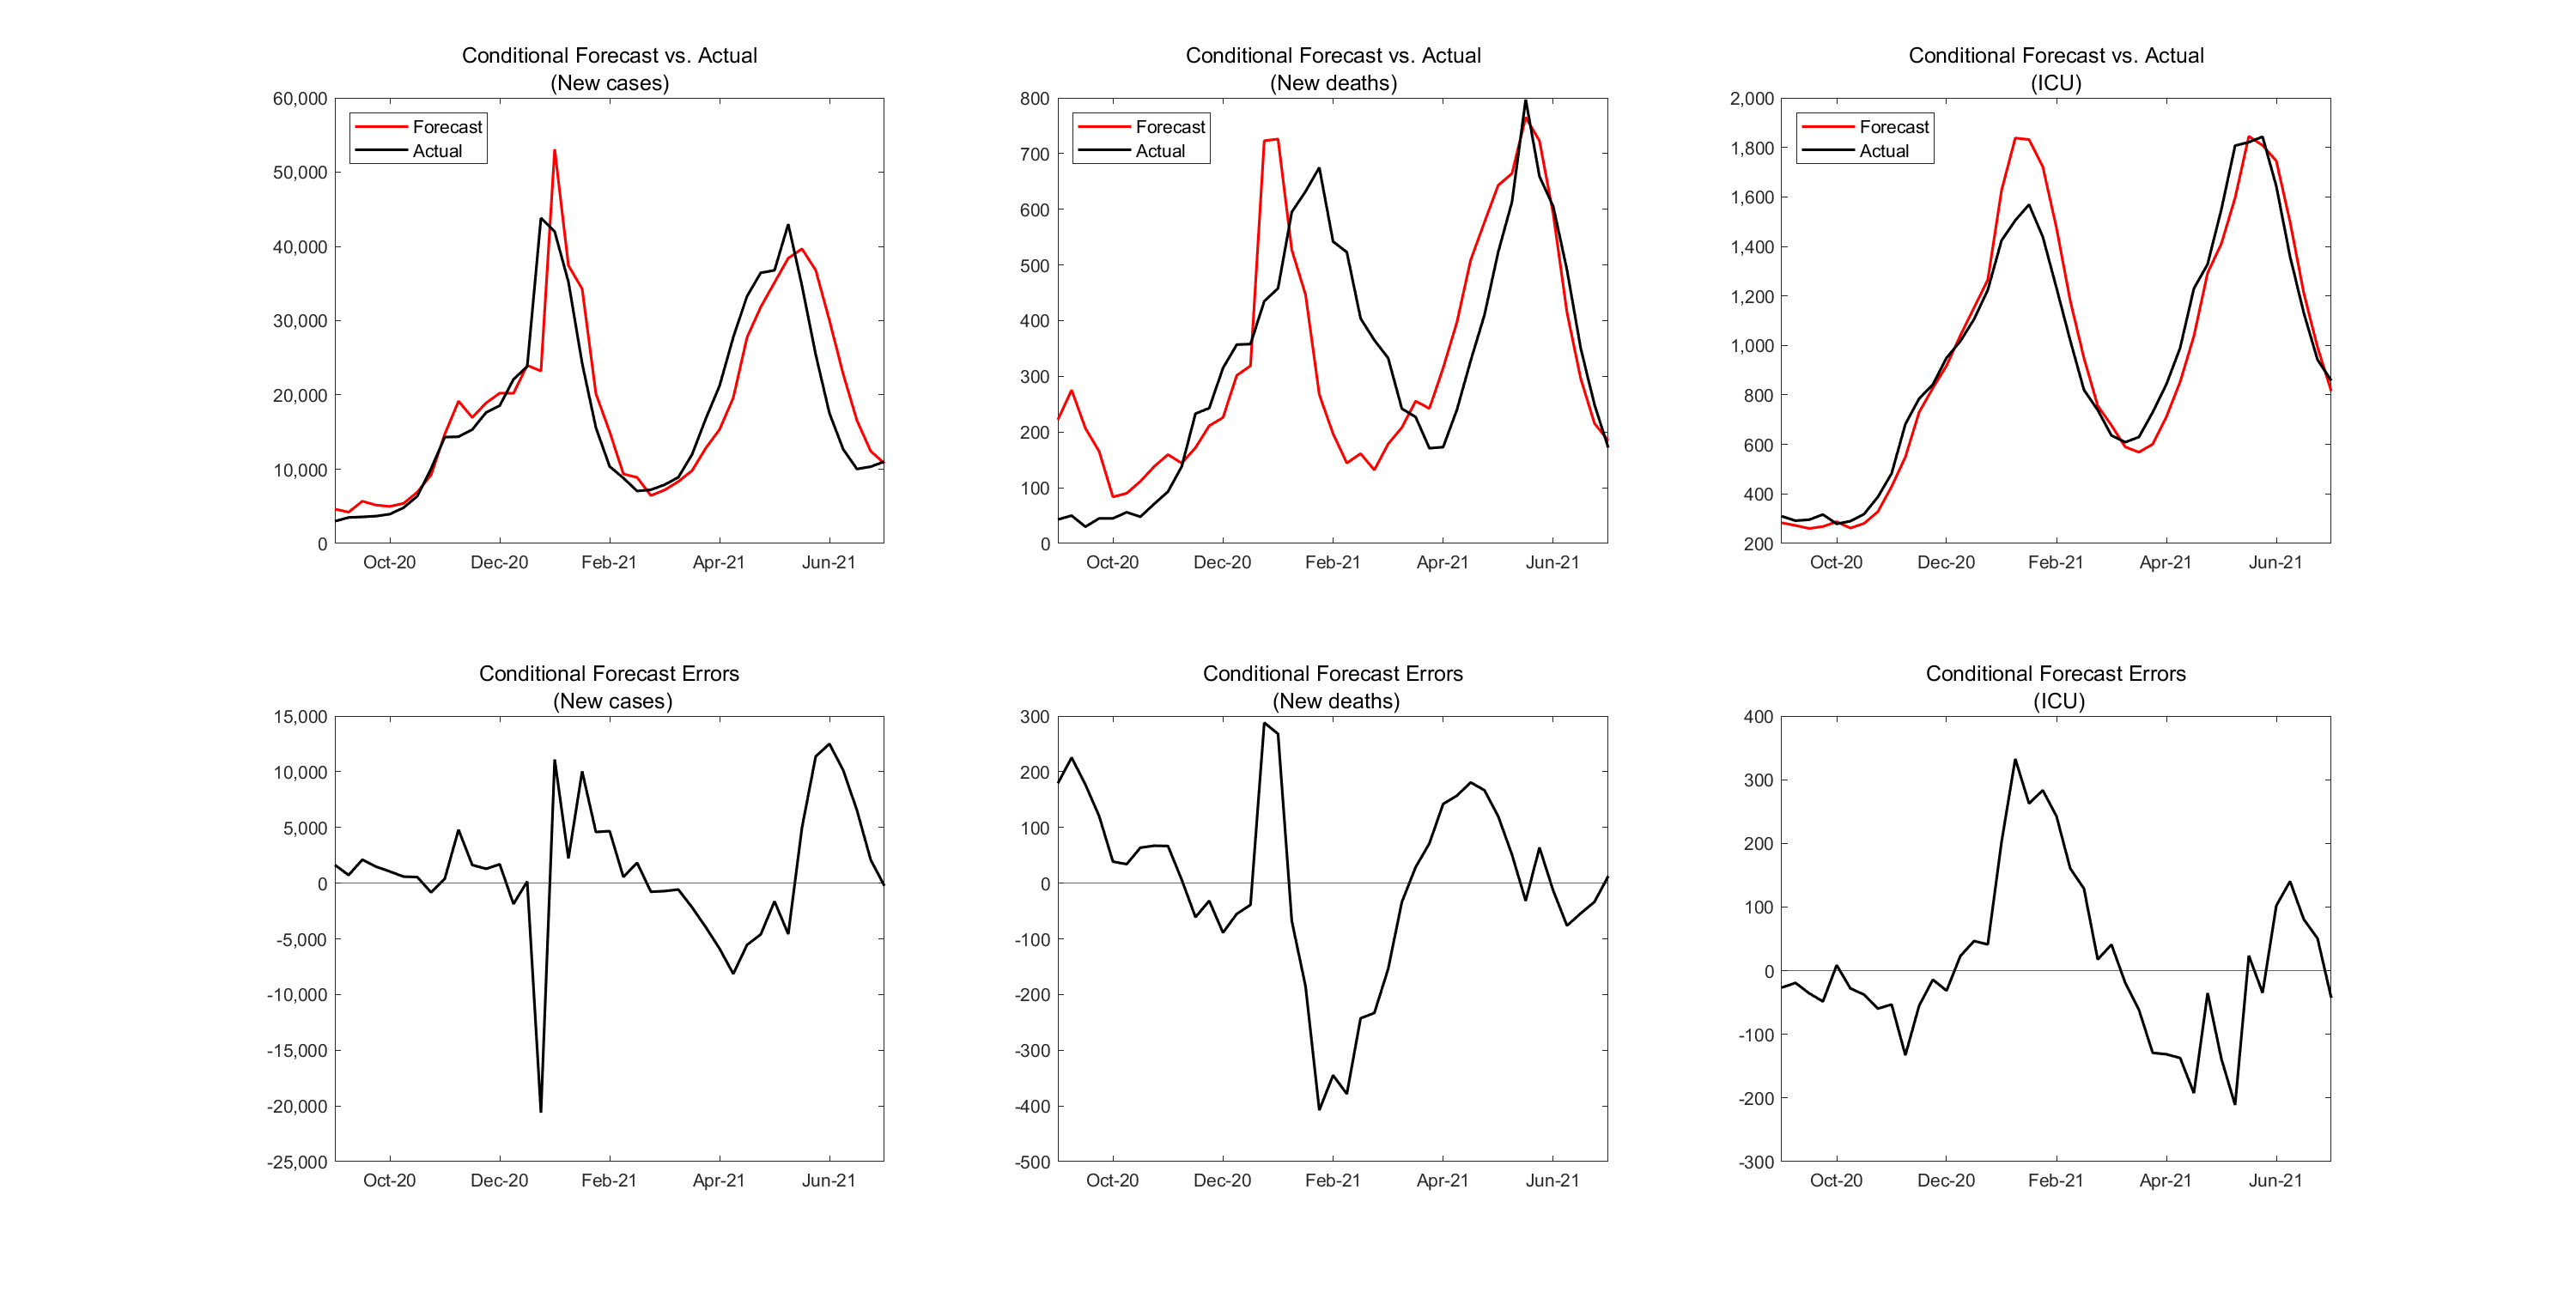 Conditional Forecast vs. Actual
(New cases)
60,000
50,000
40,000
30,000
20,000
10,000
0
Forecast
Actual
Oct-20 Dec-20 Feb-21 Apr-21 Jun-21
Conditional Forecast vs. Actual
(New deaths)
800
700
600
500
400
300
200
100
0
Forecast
Actual
Oct-20 Dec-20 Feb-21 Apr-21 Jun-21
Conditional Forecast vs. Actual
(ICU)
2,000
1,800
1,600
1,400
1,200
1,000
800
600
400
200
Forecast
Actual
Oct-20 Dec-20 Feb-21 Apr-21 Jun-21
Conditional Forecast Errors
(New cases)
15,000
10,000
5,000
0
-5,000
-10,000
-15,000
-20,000
-25,000
Oct-20 Dec-20 Feb-21 Apr-21 Jun-21
Conditional Forecast Errors
(New deaths)
300
200
100
0
-100
-200
-300
-400
-500
Oct-20 Dec-20 Feb-21 Apr-21 Jun-21
Conditional Forecast Errors
(ICU)
400
300
200
100
0
-100
-200
-300
Oct-20 Dec-20 Feb-21 Apr-21 Jun-21